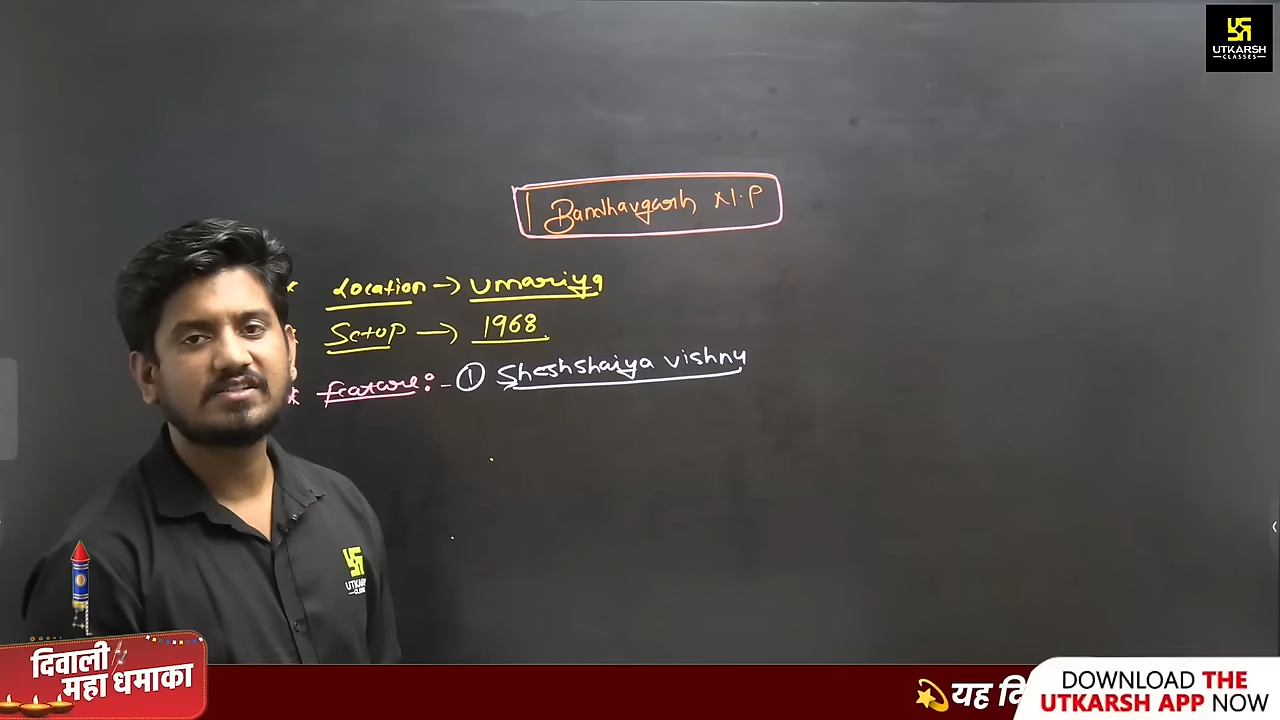 UTKARSH
CLASSES
Bandhavgarh N.P
* Location → Umariya
* Setup → 1968
* feature:- ① Sheshshaiya vishnu
UTKARSH
दिवाली
महा धमाका
यह
DOWNLOAD THE
UTKARSH APP NOW